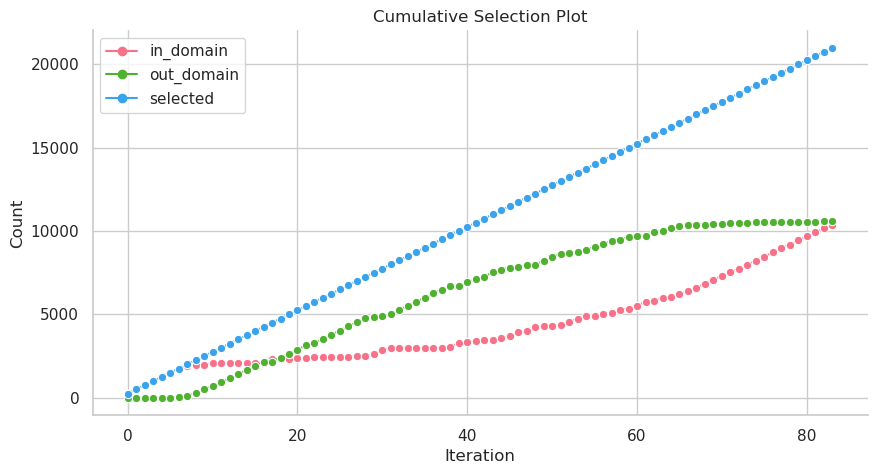 Cumulative Selection Plot
in_domain
out_domain
selected
20000
15000
10000
5000
0
Count
0 20 40 60 80
Iteration